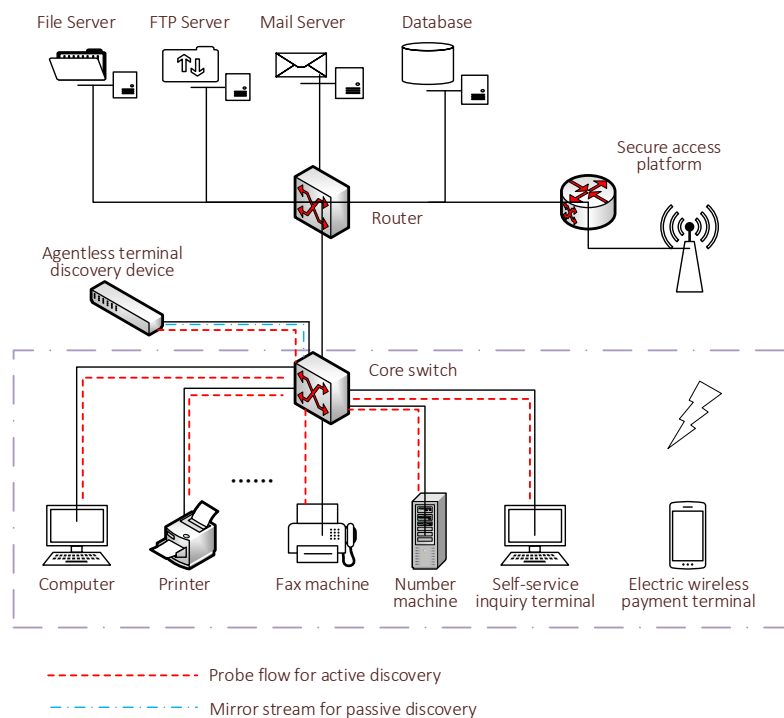 File Server
FTP Server
Mail Server
Database
Secure access
platform
Router
Agentless terminal
discovery device
Core switch
......
Computer
Printer
Fax machine
Number
machine
Self-service
inquiry terminal
Electric wireless
payment terminal
Probe flow for active discovery
Mirror stream for passive discovery